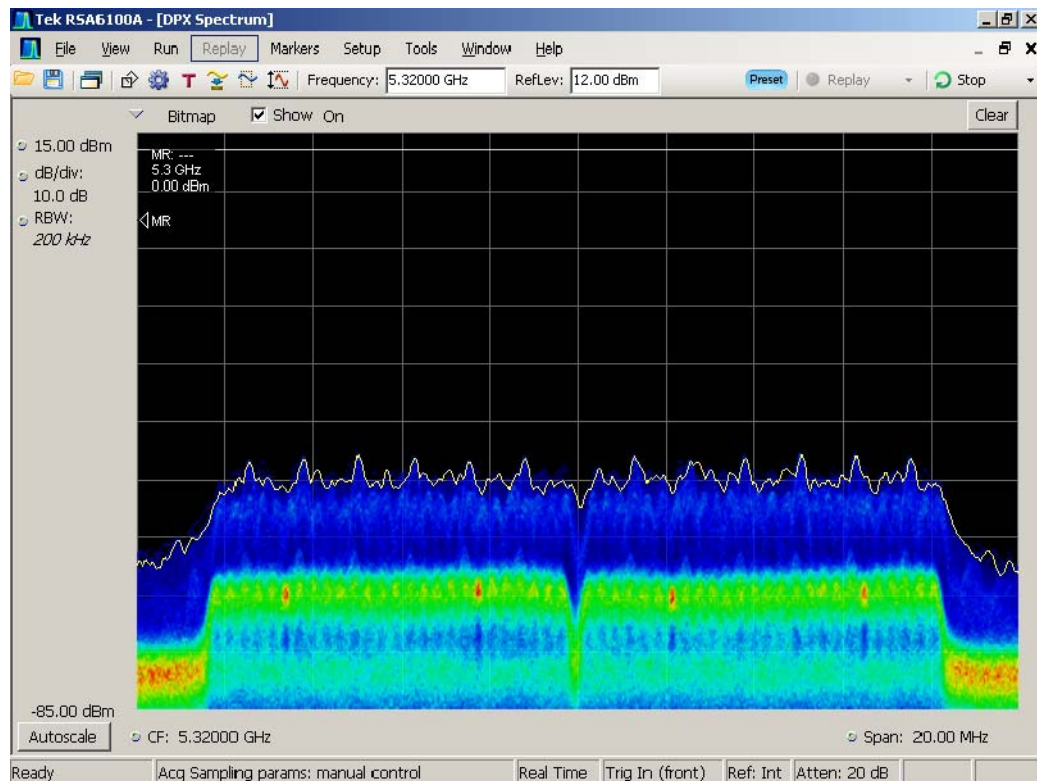 Tek RSA6100A - [DPX Spectrum]
File View Run Replay Markers Setup Tools Window Help
T Frequency: 5.32000 GHz RefLev: 12.00 dBm Preset Replay Stop
Bitmap Show On Clear
15.00 dBm
dB/div:
10.0 dB
RBW:
200 kHz
MR: ---
5.3 GHz
0.00 dBm
MR
-85.00 dBm
Autoscale CF: 5.32000 GHz Span: 20.00 MHz
Ready Acq Sampling params: manual control Real Time Trig In (front) Ref: Int Atten: 20 dB